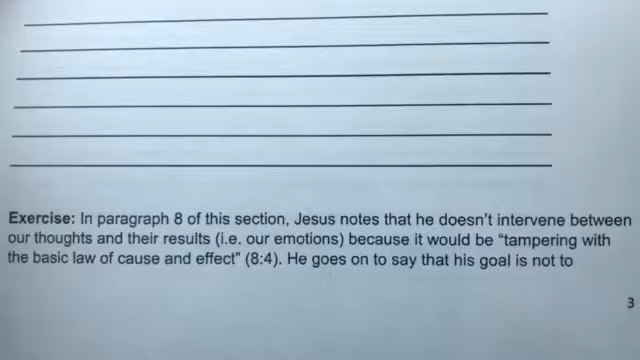 Exercise: In paragraph 8 of this section, Jesus notes that he doesn't intervene between
our thoughts and their results (i.e. our emotions) because it would be “tampering with
the basic law of cause and effect” (8:4). He goes on to say that his goal is not to
3